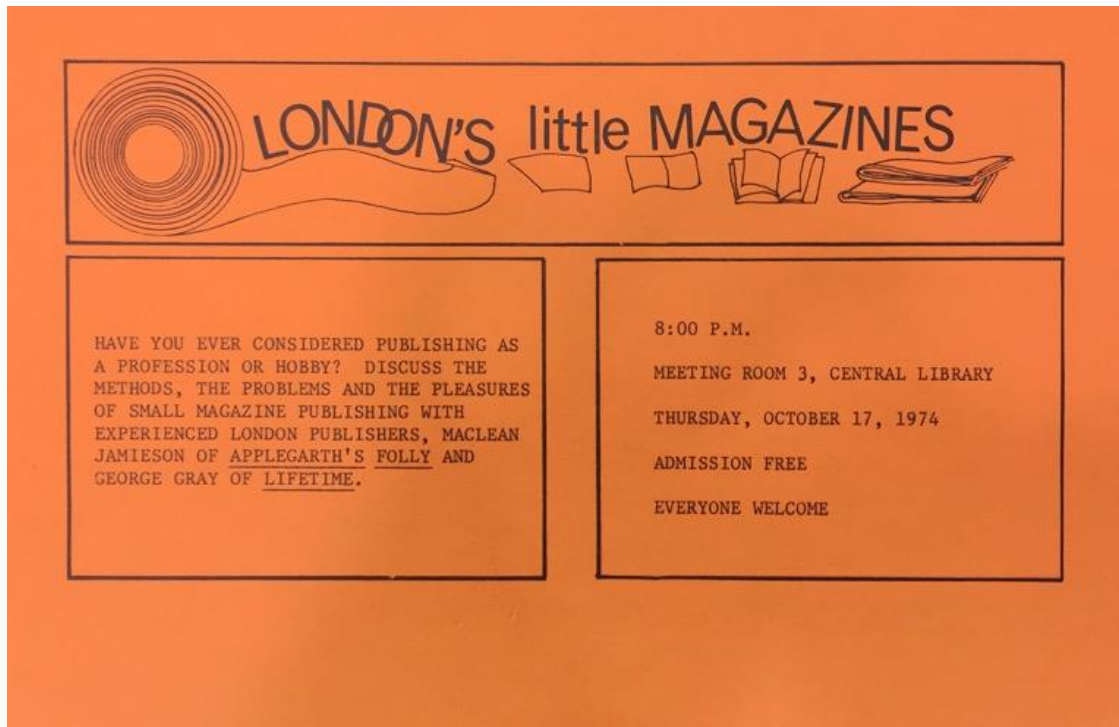 LONDON'S little MAGAZINES
HAVE YOU EVER CONSIDERED PUBLISHING AS
A PROFESSION OR HOBBY? DISCUSS THE
METHODS, THE PROBLEMS AND THE PLEASURES
OF SMALL MAGAZINE PUBLISHING WITH
EXPERIENCED LONDON PUBLISHERS, MACLEAN
JAMIESON OF APPLEGARTH'S FOLLY AND
GEORGE GRAY OF LIFETIME.
8:00 P.M.
MEETING ROOM 3, CENTRAL LIBRARY
THURSDAY, OCTOBER 17, 1974
ADMISSION FREE
EVERYONE WELCOME